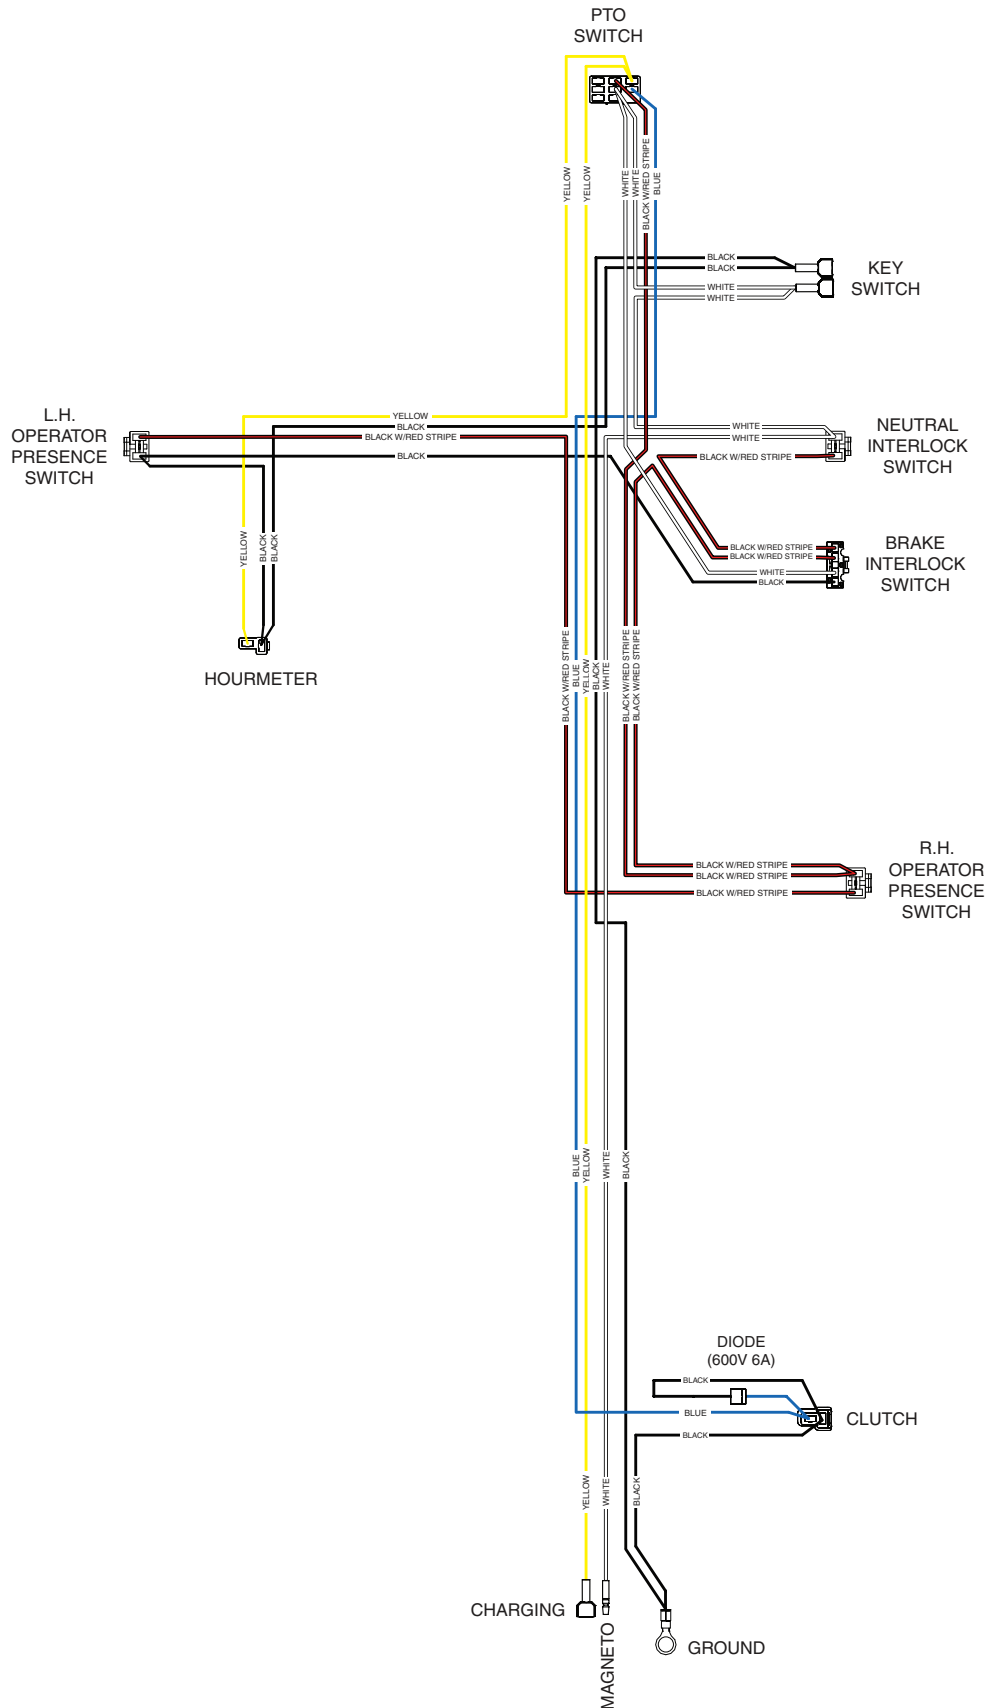 PTO
SWITCH
YELLOW
YELLOW
WHITE
WHITE
BLACK W/RED STRIPE
BLUE
BLACK
BLACK
WHITE
WHITE
KEY
SWITCH
L.H.
OPERATOR
PRESENCE
SWITCH
YELLOW
BLACK
BLACK W/RED STRIPE
BLACK
WHITE
WHITE
BLACK W/RED STRIPE
NEUTRAL
INTERLOCK
SWITCH
YELLOW
BLACK
BLACK
BLACK W/RED STRIPE
BLACK W/RED STRIPE
WHITE
BLACK
BRAKE
INTERLOCK
SWITCH
HOURMETER
BLACK W/RED STRIPE
BLUE
YELLOW
BLACK
WHITE
BLACK W/RED STRIPE
BLACK W/RED STRIPE
BLACK W/RED STRIPE
BLACK W/RED STRIPE
BLACK W/RED STRIPE
R.H.
OPERATOR
PRESENCE
SWITCH
BLUE
YELLOW
WHITE
BLACK
DIODE
(600V 6A)
BLACK
BLUE
BLACK
CLUTCH
YELLOW
WHITE
BLACK
CHARGING
MAGNETO
GROUND